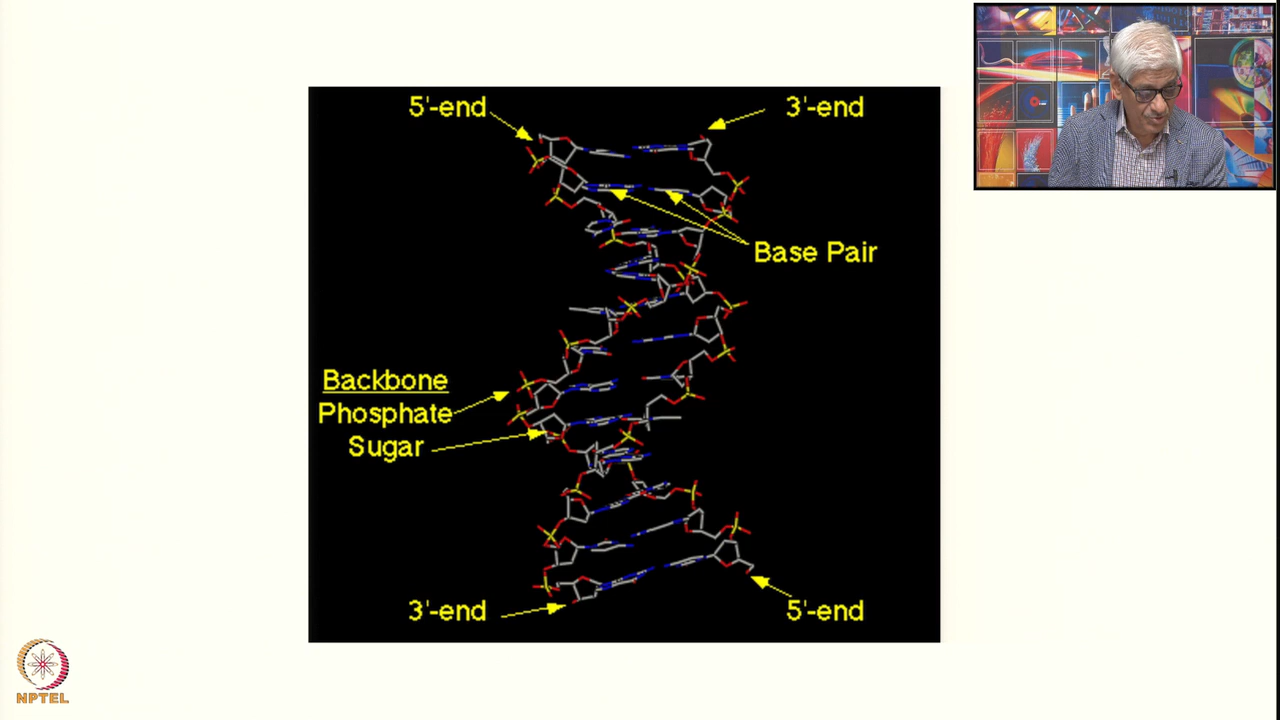 5'-end
3'-end
Base Pair
Backbone
Phosphate
Sugar
3'-end
5'-end
NPTEL